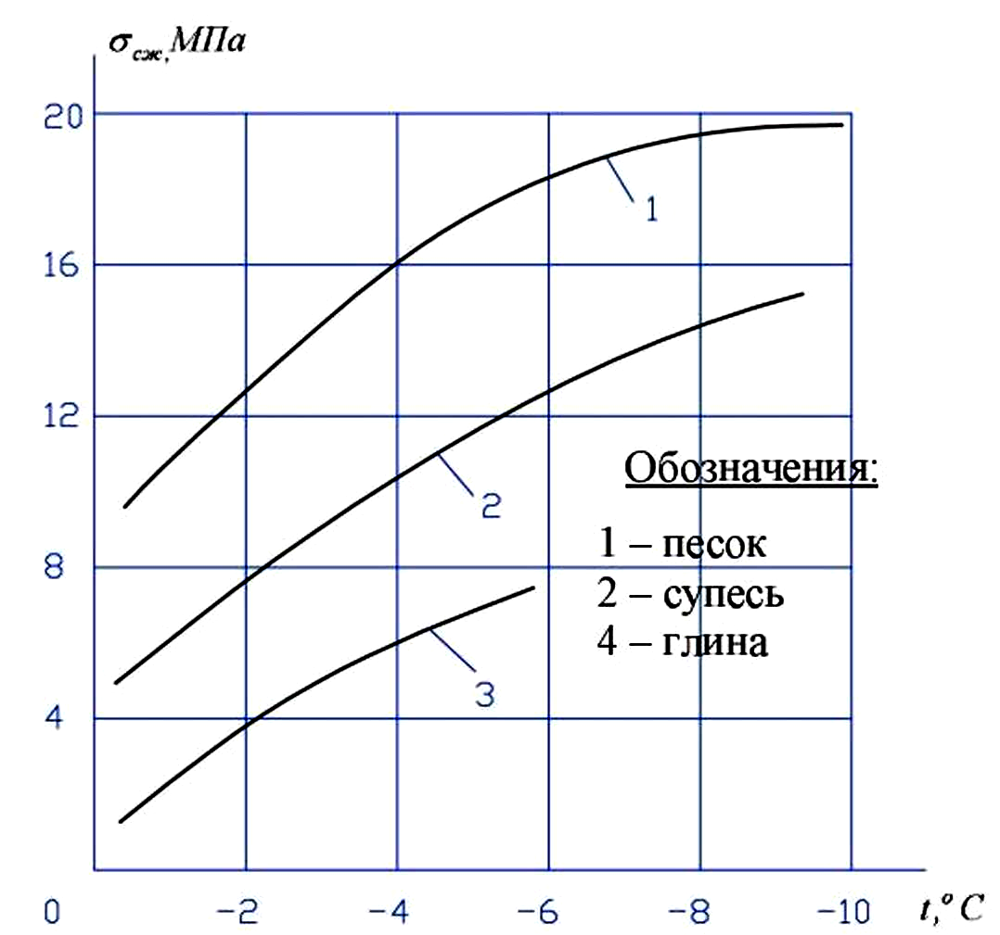 σсж, МПа
20
16
12
8
4
0
-2
-4
-6
-8
-10
t,° C
1
2
3
Обозначения:
1 – песок
2 – супесь
4 – глина